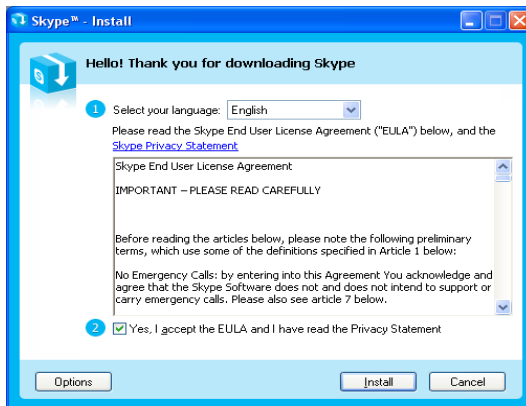 Skype™ - Install
Hello! Thank you for downloading Skype
1 Select your language: English
Please read the Skype End User License Agreement ("EULA") below, and the
Skype Privacy Statement
Skype End User License Agreement
IMPORTANT – PLEASE READ CAREFULLY
Before reading the articles below, please note the following preliminary
terms, which use some of the definitions specified in Article 1 below:
No Emergency Calls: by entering into this Agreement You acknowledge and
agree that the Skype Software does not and does not intend to support or
carry emergency calls. Please also see article 7 below.
2 Yes, I accept the EULA and I have read the Privacy Statement
Options Install Cancel